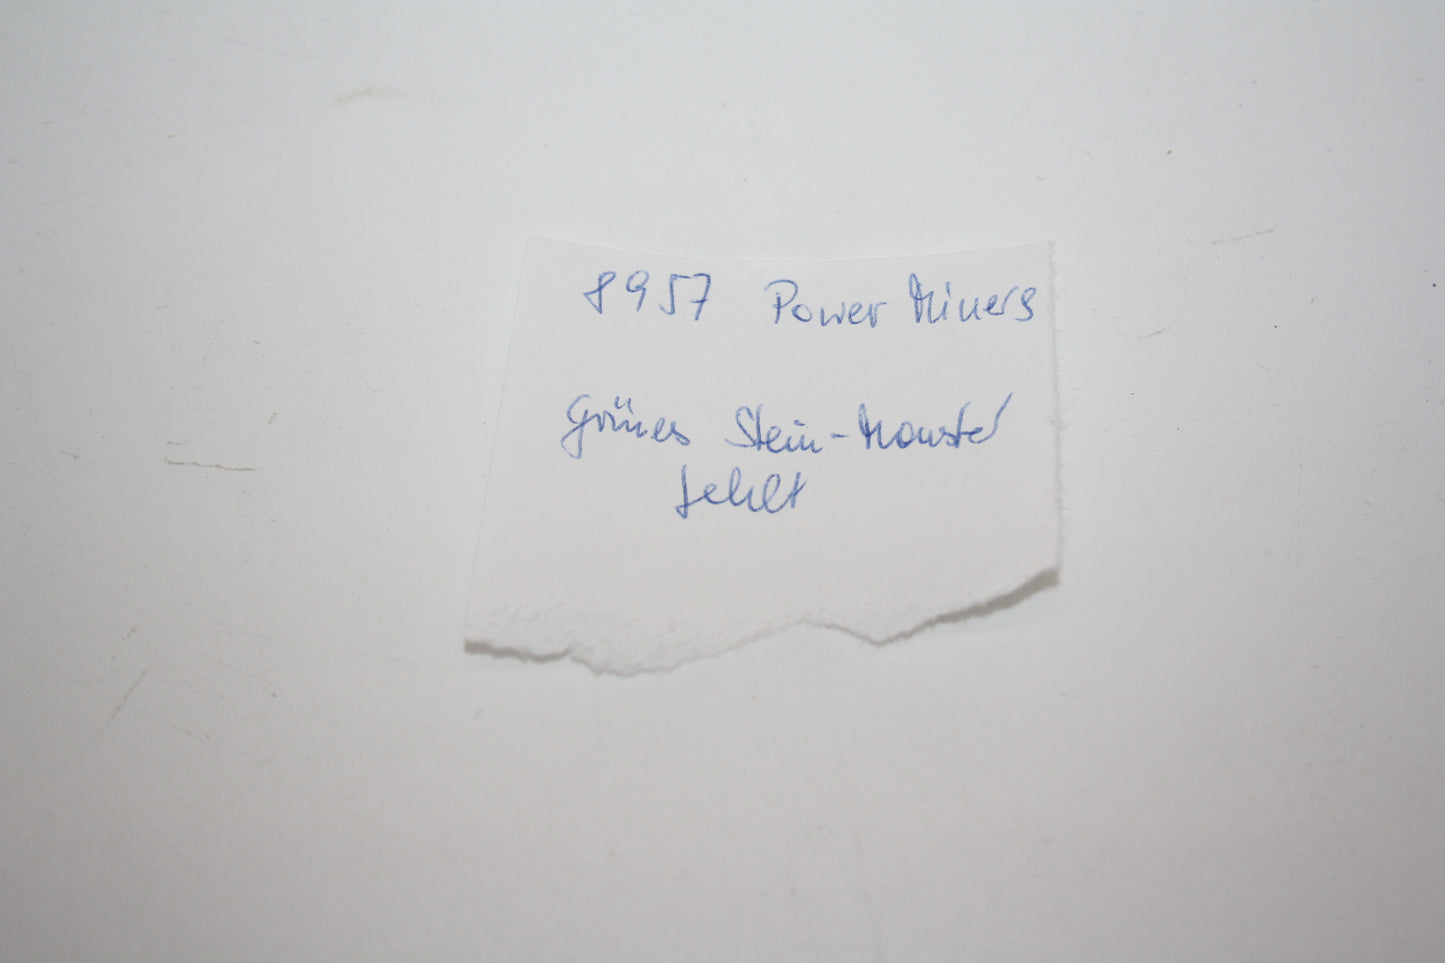 8957 Power Miners
Grünes Stein-Monster
fehlt